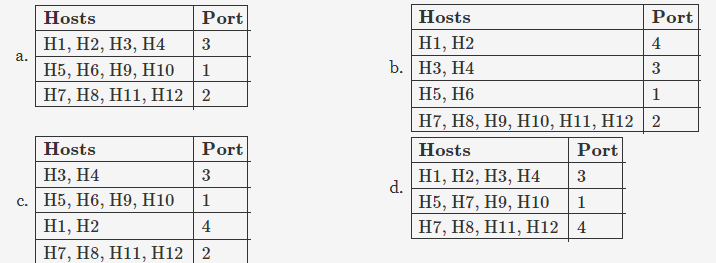 a.
Hosts Port
H1, H2, H3, H4 3
H5, H6, H9, H10 1
H7, H8, H11, H12 2
b.
Hosts Port
H1, H2 4
H3, H4 3
H5, H6 1
H7, H8, H9, H10, H11, H12 2
c.
Hosts Port
H3, H4 3
H5, H6, H9, H10 1
H1, H2 4
H7, H8, H11, H12 2
d.
Hosts Port
H1, H2, H3, H4 3
H5, H7, H9, H10 1
H7, H8, H11, H12 4